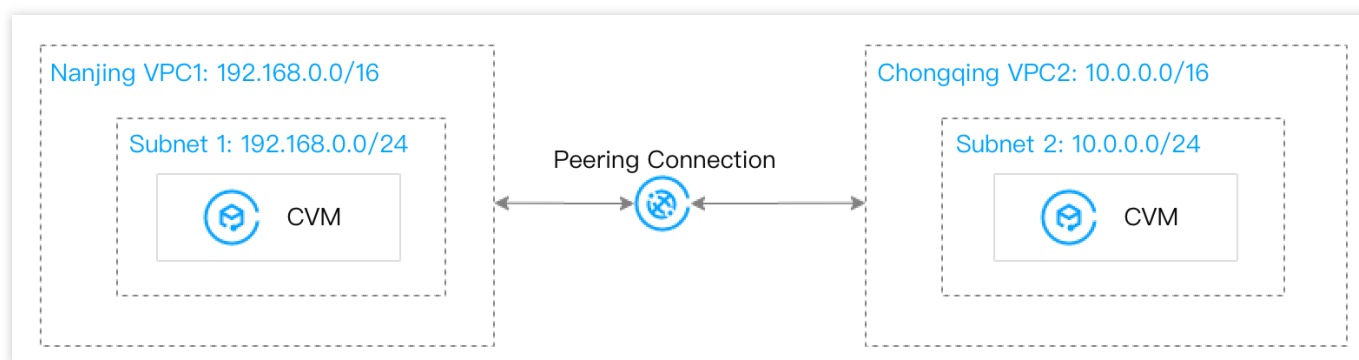 Nanjing VPC1: 192.168.0.0/16
Subnet 1: 192.168.0.0/24
CVM
Peering Connection
Chongqing VPC2: 10.0.0.0/16
Subnet 2: 10.0.0.0/24
CVM